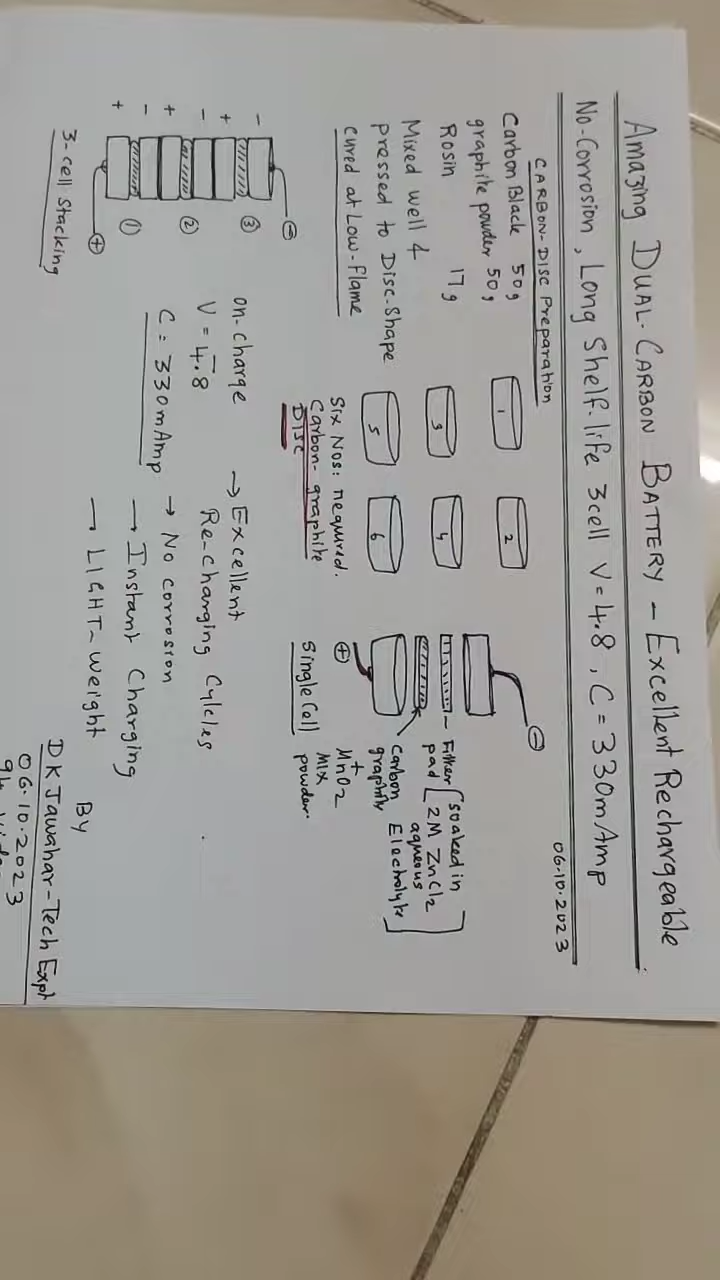 Amazing DUAL-CARBON BATTERY - Excellent Rechargeable
No-Corrosion, Long Shelf-life 3cell V=4.8, C=330mAmp
06.10.2023
CARBON-DISC Preparation
Carbon Black 50g
graphite powder 50g
Rosin 17g
Mixed well &
pressed to Disc-Shape
cured at Low-flame
1
2
3
4
5
6
Six Nos: required.
Carbon-graphite
Disc
-
Filter pad
[soaked in
2M ZnCl2
aqueous
Electrolyte]
Carbon
graphite
+
MnO2
Mix
powder.
+
Single Cell
- + - + - +
-
3
2
1
+
3-cell Stacking
on-charge
V = 4.8
C = 330mAmp
→ Excellent
Re-charging Cylcles
→ No corrosion
→ Instant Charging
→ LIGHT-weight
By
DK Jawahar-Tech Expt
06.10.2023